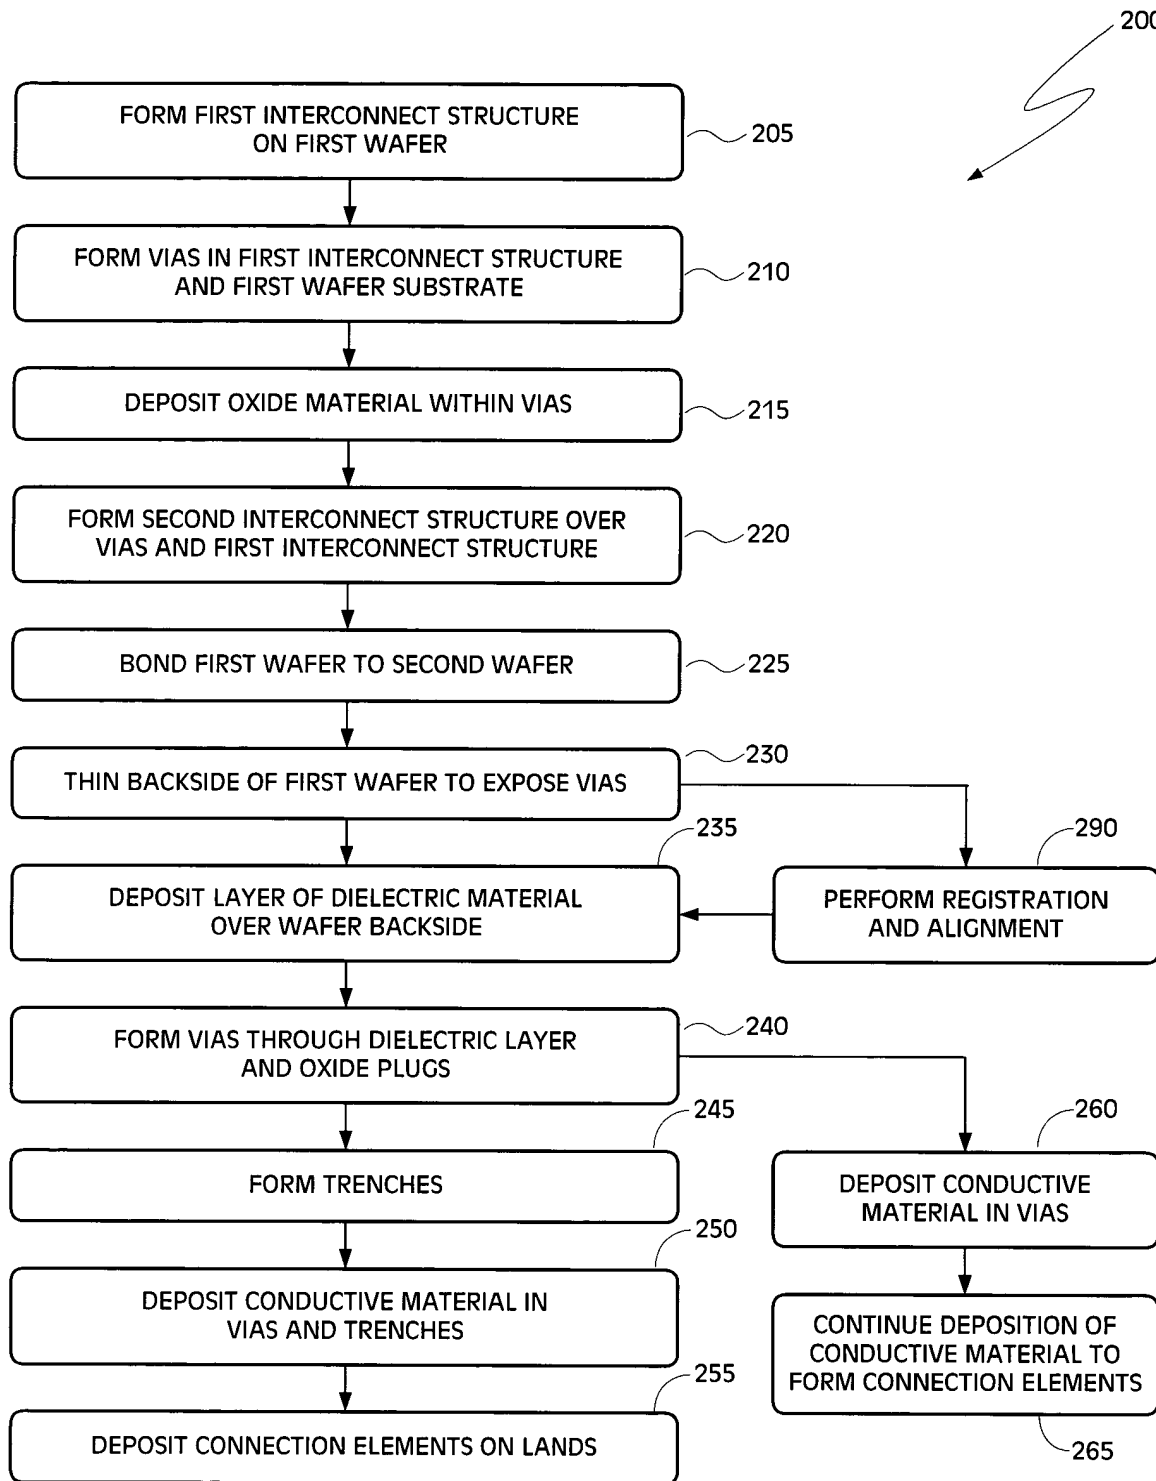 200
FORM FIRST INTERCONNECT STRUCTURE
ON FIRST WAFER
205
FORM VIAS IN FIRST INTERCONNECT STRUCTURE
AND FIRST WAFER SUBSTRATE
210
DEPOSIT OXIDE MATERIAL WITHIN VIAS
215
FORM SECOND INTERCONNECT STRUCTURE OVER
VIAS AND FIRST INTERCONNECT STRUCTURE
220
BOND FIRST WAFER TO SECOND WAFER
225
THIN BACKSIDE OF FIRST WAFER TO EXPOSE VIAS
230
235
DEPOSIT LAYER OF DIELECTRIC MATERIAL
OVER WAFER BACKSIDE
290
PERFORM REGISTRATION
AND ALIGNMENT
FORM VIAS THROUGH DIELECTRIC LAYER
AND OXIDE PLUGS
240
245
FORM TRENCHES
260
DEPOSIT CONDUCTIVE
MATERIAL IN VIAS
250
DEPOSIT CONDUCTIVE MATERIAL IN
VIAS AND TRENCHES
CONTINUE DEPOSITION OF
CONDUCTIVE MATERIAL TO
FORM CONNECTION ELEMENTS
265
255
DEPOSIT CONNECTION ELEMENTS ON LANDS